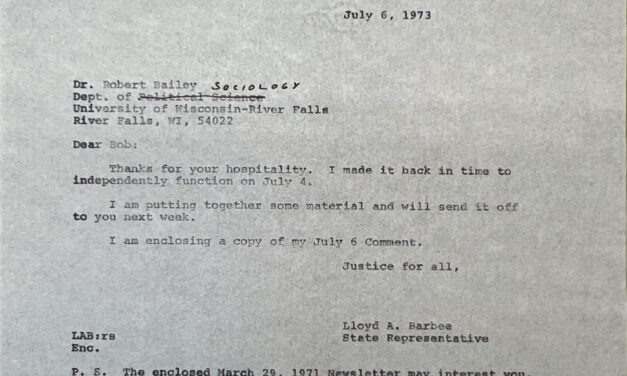 July 6, 1973
Dr. Robert Bailey SOCIOLOGY
Dept. of Political Science
University of Wisconsin-River Falls
River Falls, WI, 54022
Dear Bob:
Thanks for your hospitality. I made it back in time to
independently function on July 4.
I am putting together some material and will send it off
to you next week.
I am enclosing a copy of my July 6 Comment.
Justice for all,
Lloyd A. Barbee
LAB:rs State Representative
Enc.
P. S. The enclosed March 29, 1971 Newsletter may interest you.